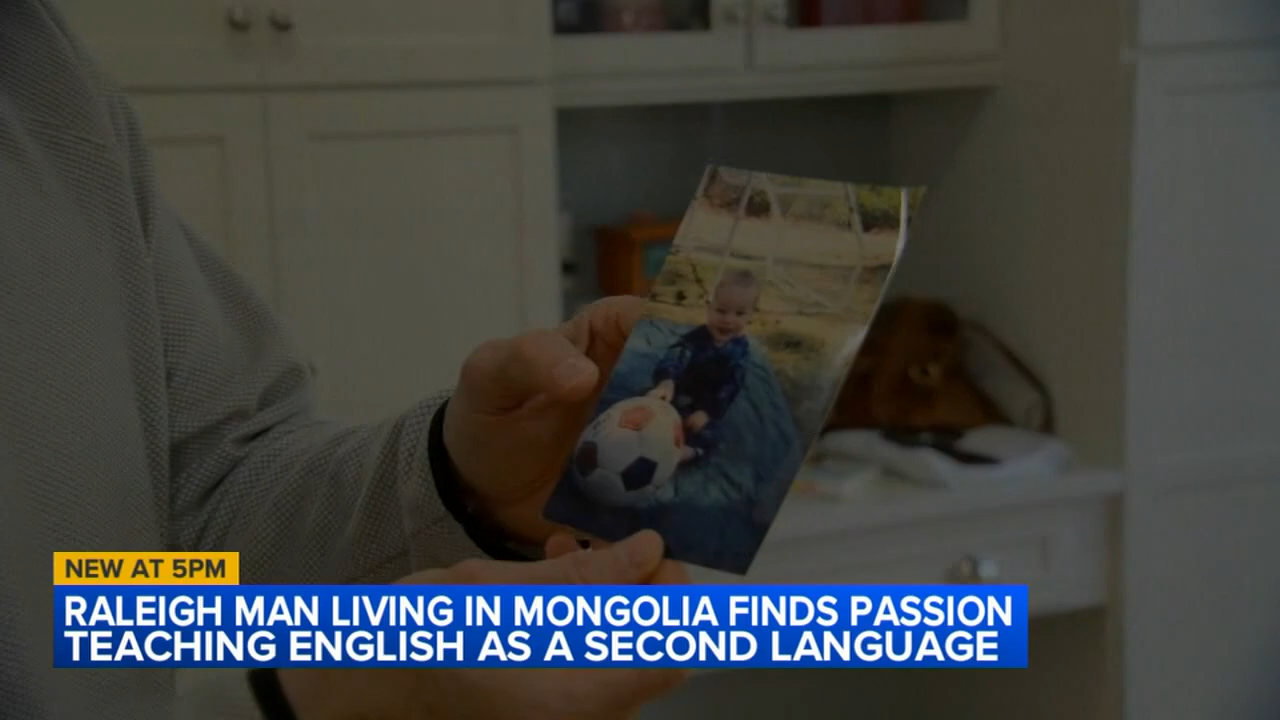 NEW AT 5PM
RALEIGH MAN LIVING IN MONGOLIA FINDS PASSION
TEACHING ENGLISH AS A SECOND LANGUAGE